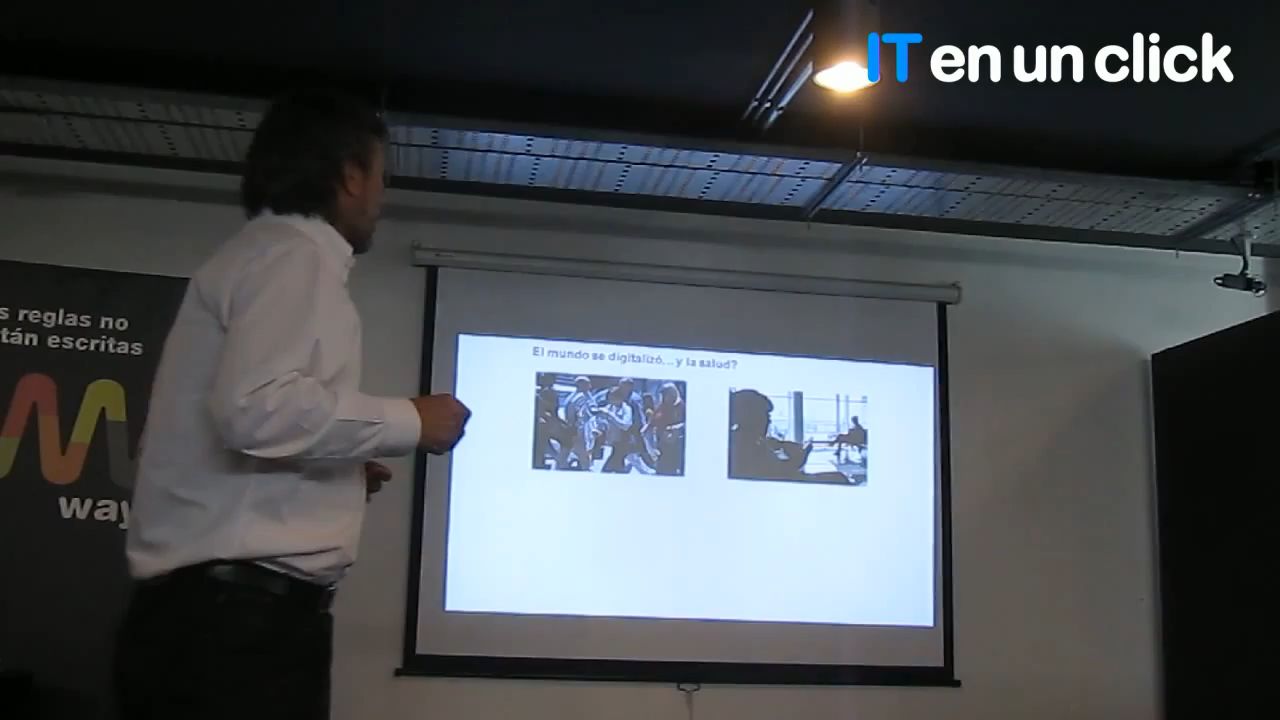 IT en un click
s reglas no
tán escritas
way
El mundo se digitalizó... y la salud?